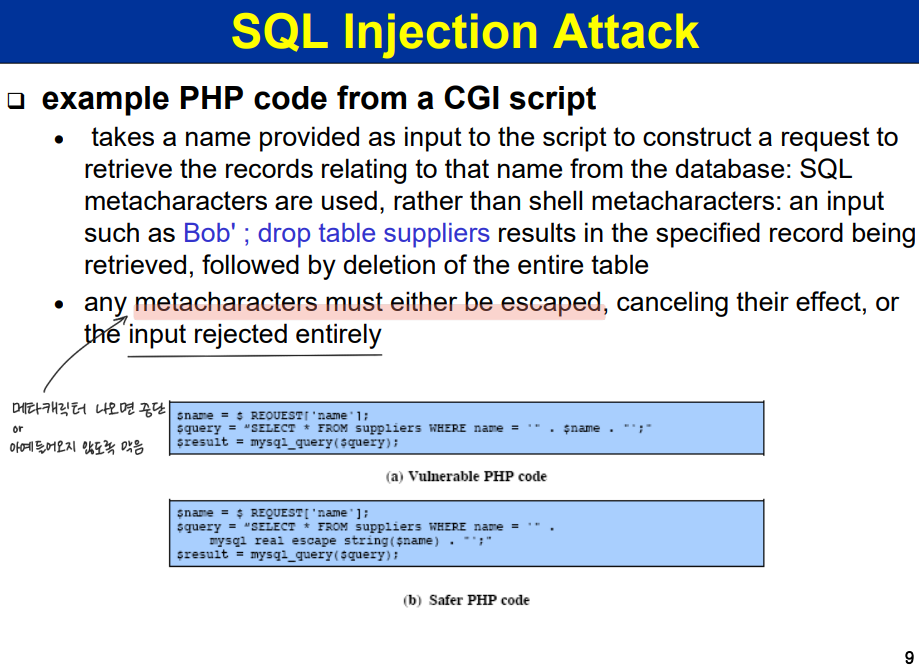 SQL Injection Attack
example PHP code from a CGI script
takes a name provided as input to the script to construct a request to
retrieve the records relating to that name from the database: SQL
metacharacters are used, rather than shell metacharacters: an input
such as Bob' ; drop table suppliers results in the specified record being
retrieved, followed by deletion of the entire table
any metacharacters must either be escaped, canceling their effect, or
the input rejected entirely
메타캐릭터 나오면 중단
or
아예들어오지 않도록 막음
$name = $ REQUEST['name'];
$query = "SELECT * FROM suppliers WHERE name = '" . $name . "';"
$result = mysql_query($query);
(a) Vulnerable PHP code
$name = $ REQUEST['name'];
$query = "SELECT * FROM suppliers WHERE name = '" .
mysql real escape string($name) . "';"
$result = mysql_query($query);
(b) Safer PHP code
9